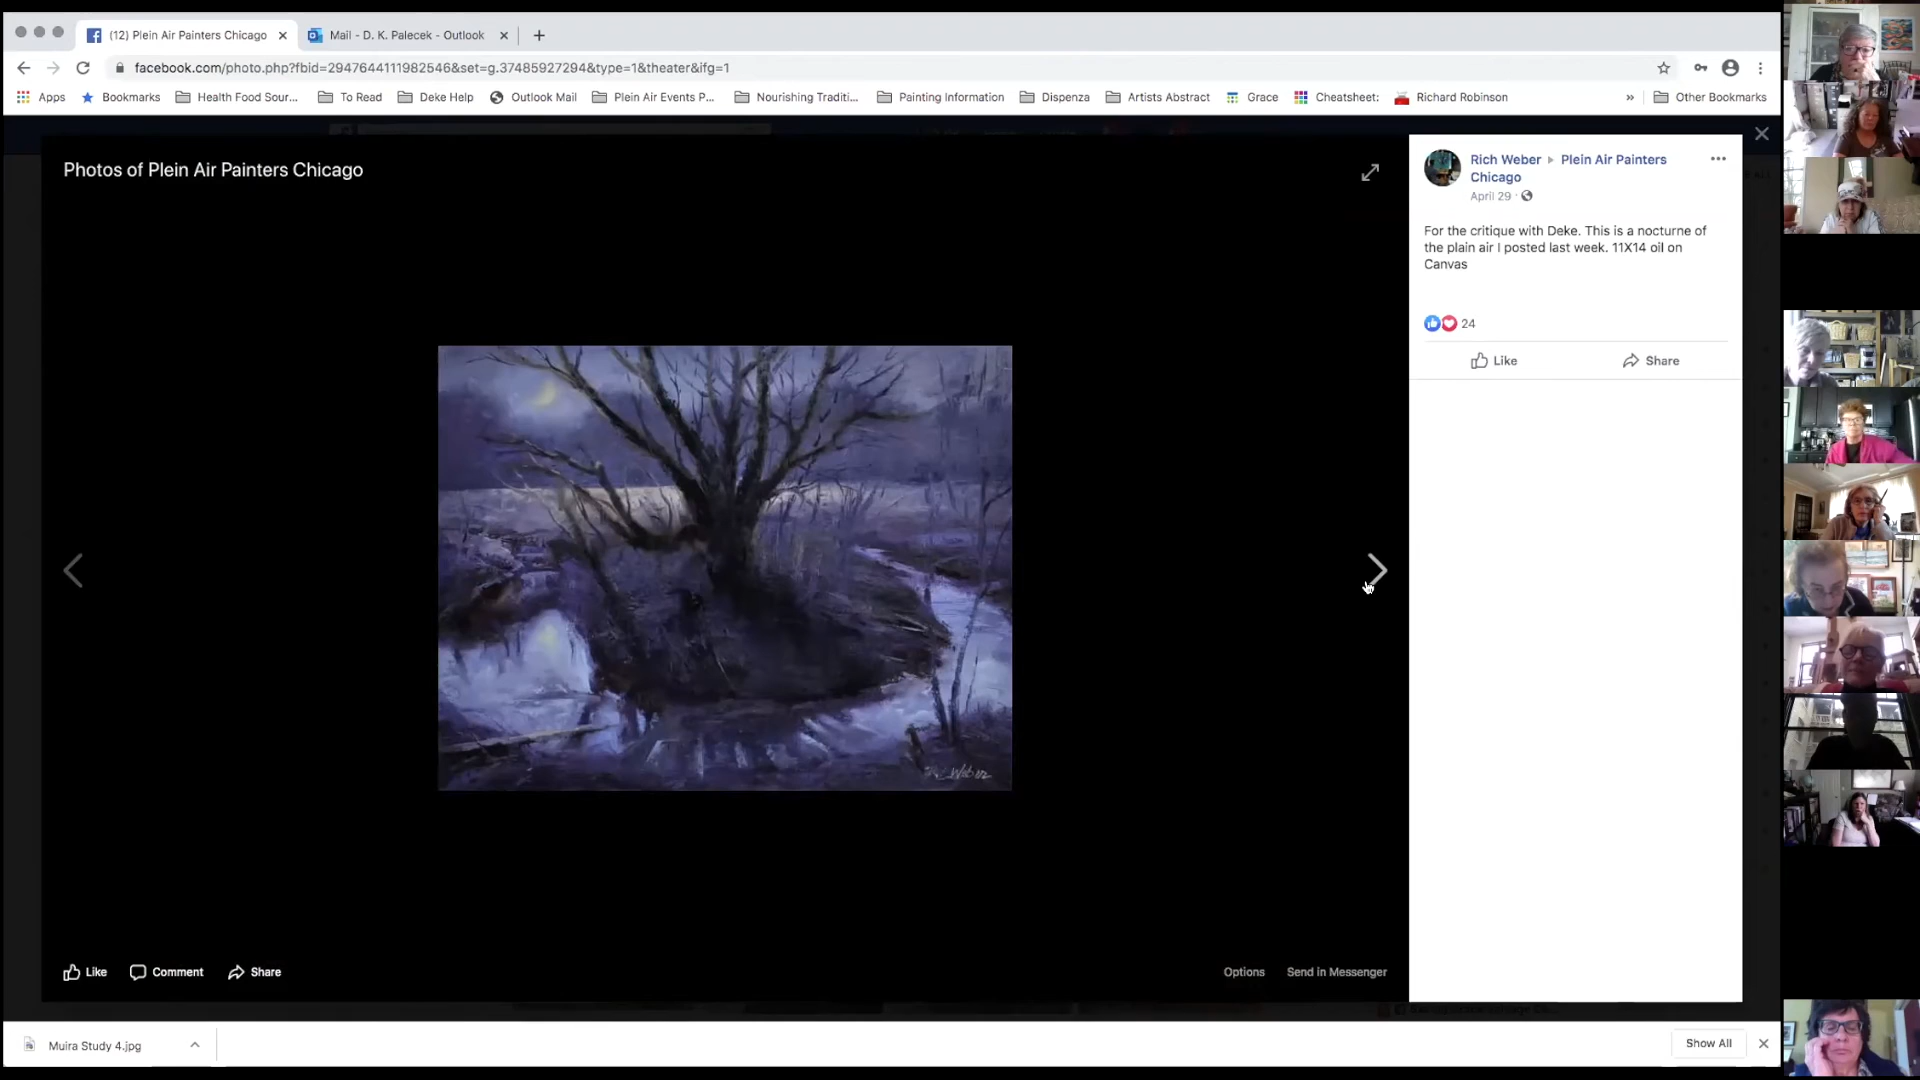 (12) Plein Air Painters Chicago
Mail - D. K. Palecek - Outlook
facebook.com/photo.php?fbid=2947644111982546&set=g.37485927294&type=1&theater&ifg=1
Apps Bookmarks Health Food Sour... To Read Deke Help Outlook Mail Plein Air Events P... Nourishing Traditi... Painting Information Dispenza Artists Abstract Grace Cheatsheet: Richard Robinson » Other Bookmarks
Photos of Plein Air Painters Chicago
Rich Weber ▸ Plein Air Painters
Chicago
April 29 ·
For the critique with Deke. This is a nocturne of
the plain air I posted last week. 11X14 oil on
Canvas
24
Like Share
Like Comment Share
Options Send in Messenger
Muira Study 4.jpg
Show All